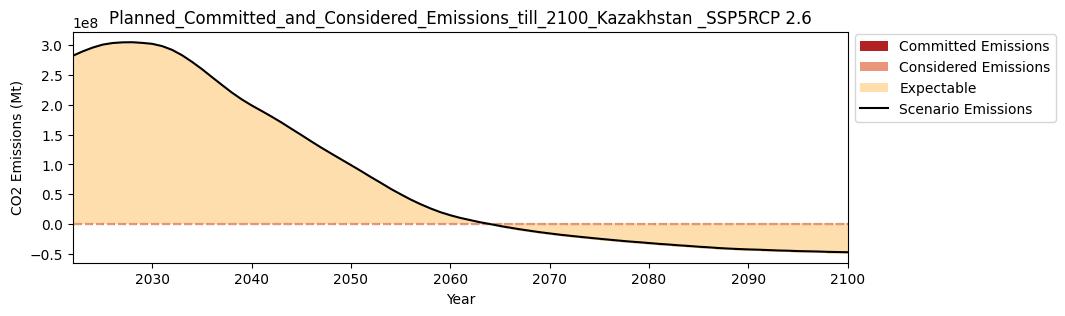 Planned_Committed_and_Considered_Emissions_till_2100_Kazakhstan _SSP5RCP 2.6
1e8
3.0
2.5
2.0
1.5
1.0
0.5
0.0
−0.5
CO2 Emissions (Mt)
2030 2040 2050 2060 2070 2080 2090 2100
Year
Committed Emissions
Considered Emissions
Expectable
Scenario Emissions